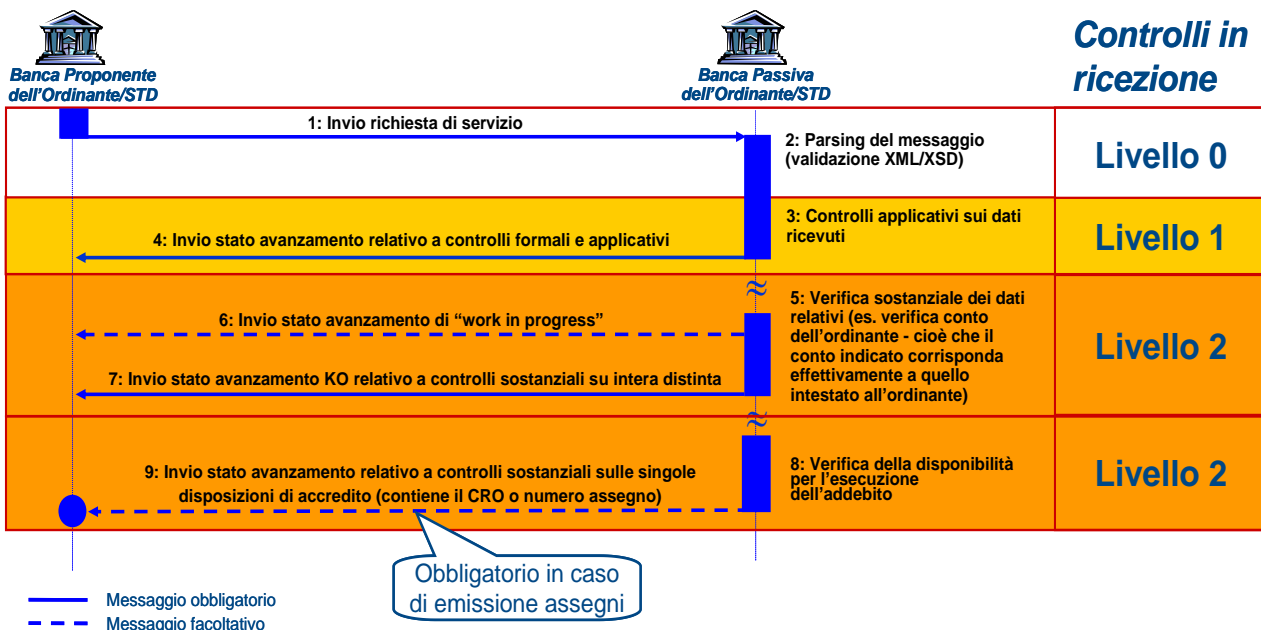 Banca Proponente
dell'Ordinante/STD
Banca Passiva
dell'Ordinante/STD
Controlli in
ricezione
1: Invio richiesta di servizio
2: Parsing del messaggio
(validazione XML/XSD)
Livello 0
3: Controlli applicativi sui dati
ricevuti
4: Invio stato avanzamento relativo a controlli formali e applicativi
Livello 1
5: Verifica sostanziale dei dati
relativi (es. verifica conto
dell'ordinante - cioè che il
conto indicato corrisponda
effettivamente a quello
intestato all'ordinante)
6: Invio stato avanzamento di “work in progress”
7: Invio stato avanzamento KO relativo a controlli sostanziali su intera distinta
Livello 2
8: Verifica della disponibilità
per l'esecuzione
dell'addebito
9: Invio stato avanzamento relativo a controlli sostanziali sulle singole
disposizioni di accredito (contiene il CRO o numero assegno)
Livello 2
Obbligatorio in caso
di emissione assegni
Messaggio obbligatorio
Messaggio facoltativo